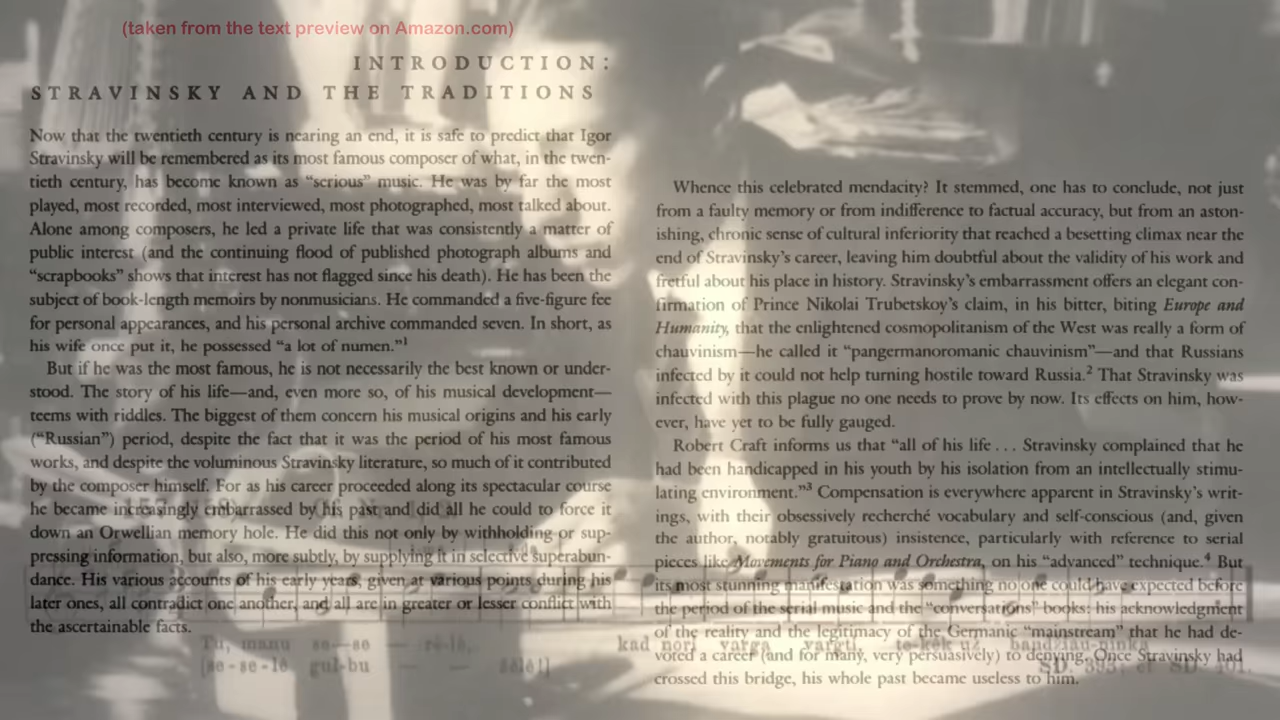 (taken from the text preview on Amazon.com)
INTRODUCTION:
STRAVINSKY AND THE TRADITIONS
Now that the twentieth century is nearing an end, it is safe to predict that Igor
Stravinsky will be remembered as its most famous composer of what, in the twen-
tieth century, has become known as “serious” music. He was by far the most
played, most recorded, most interviewed, most photographed, most talked about.
Alone among composers, he led a private life that was consistently a matter of
public interest (and the continuing flood of published photograph albums and
“scrapbooks” shows that interest has not flagged since his death). He has been the
subject of book-length memoirs by nonmusicians. He commanded a five-figure fee
for personal appearances, and his personal archive commanded seven. In short, as
his wife once put it, he possessed “a lot of numen.”¹
But if he was the most famous, he is not necessarily the best known or under-
stood. The story of his life—and, even more so, of his musical development—
teems with riddles. The biggest of them concern his musical origins and his early
(“Russian”) period, despite the fact that it was the period of his most famous
works, and despite the voluminous Stravinsky literature, so much of it contributed
by the composer himself. For as his career proceeded along its spectacular course
he became increasingly embarrassed by his past and did all he could to force it
down an Orwellian memory hole. He did this not only by withholding or sup-
pressing information, but also, more subtly, by supplying it in selective superabun-
dance. His various accounts of his early years, given at various points during his
later ones, all contradict one another, and all are in greater or lesser conflict with
the ascertainable facts.
Whence this celebrated mendacity? It stemmed, one has to conclude, not just
from a faulty memory or from indifference to factual accuracy, but from an aston-
ishing, chronic sense of cultural inferiority that reached a besetting climax near the
end of Stravinsky’s career, leaving him doubtful about the validity of his work and
fretful about his place in history. Stravinsky’s embarrassment offers an elegant con-
firmation of Prince Nikolai Trubetskoy’s claim, in his bitter, biting Europe and
Humanity, that the enlightened cosmopolitanism of the West was really a form of
chauvinism—he called it “pangermanoromanic chauvinism”—and that Russians
infected by it could not help turning hostile toward Russia.² That Stravinsky was
infected with this plague no one needs to prove by now. Its effects on him, how-
ever, have yet to be fully gauged.
Robert Craft informs us that “all of his life . . . Stravinsky complained that he
had been handicapped in his youth by his isolation from an intellectually stimu-
lating environment.”³ Compensation is everywhere apparent in Stravinsky’s writ-
ings, with their obsessively recherché vocabulary and self-conscious (and, given
the author, notably gratuitous) insistence, particularly with reference to serial
pieces like Movements for Piano and Orchestra, on his “advanced” technique.⁴ But
its most stunning manifestation was something no one could have expected before
the period of the serial music and the “conversations” books: his acknowledgment
of the reality and the legitimacy of the Germanic “mainstream” that he had de-
voted a career (and for many, very persuasively) to denying. Once Stravinsky had
crossed this bridge, his whole past became useless to him.
Tu, manu se—se — rė-le,
[se-se-lė gul-bu — — ėlė!]
kad nori vargą vargti,